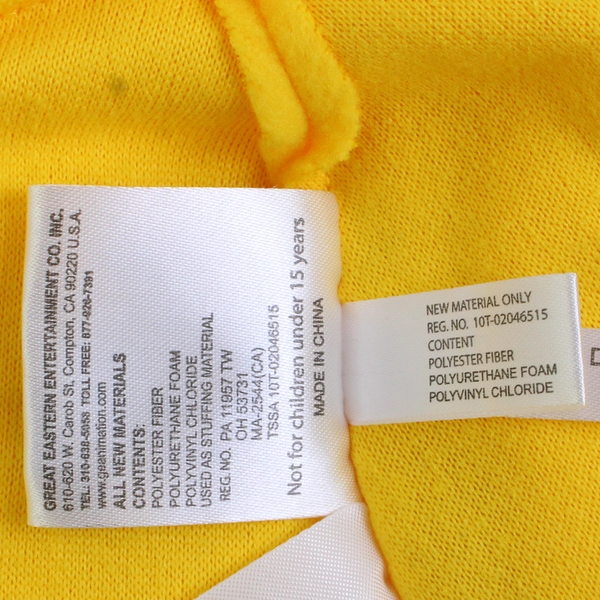 GREAT EASTERN ENTERTAINMENT CO. INC.
610-620 W. Carob St, Compton, CA 90220 U.S.A.
TEL: 310-638-5058 TOLL FREE: 877-926-7391
www.geanimation.com
ALL NEW MATERIALS
CONTENTS:
POLYESTER FIBER
POLYURETHANE FOAM
POLYVINYL CHLORIDE,
USED AS STUFFING MATERIAL
REG. NO. PA 11957 TW
OH 53731
MA-2544(CA)
TSSA 10T-02046515
Not for children under 15 years
MADE IN CHINA
NEW MATERIAL ONLY
REG. NO. 10T-02046515
CONTENT
POLYESTER FIBER
POLYURETHANE FOAM
POLYVINYL CHLORIDE